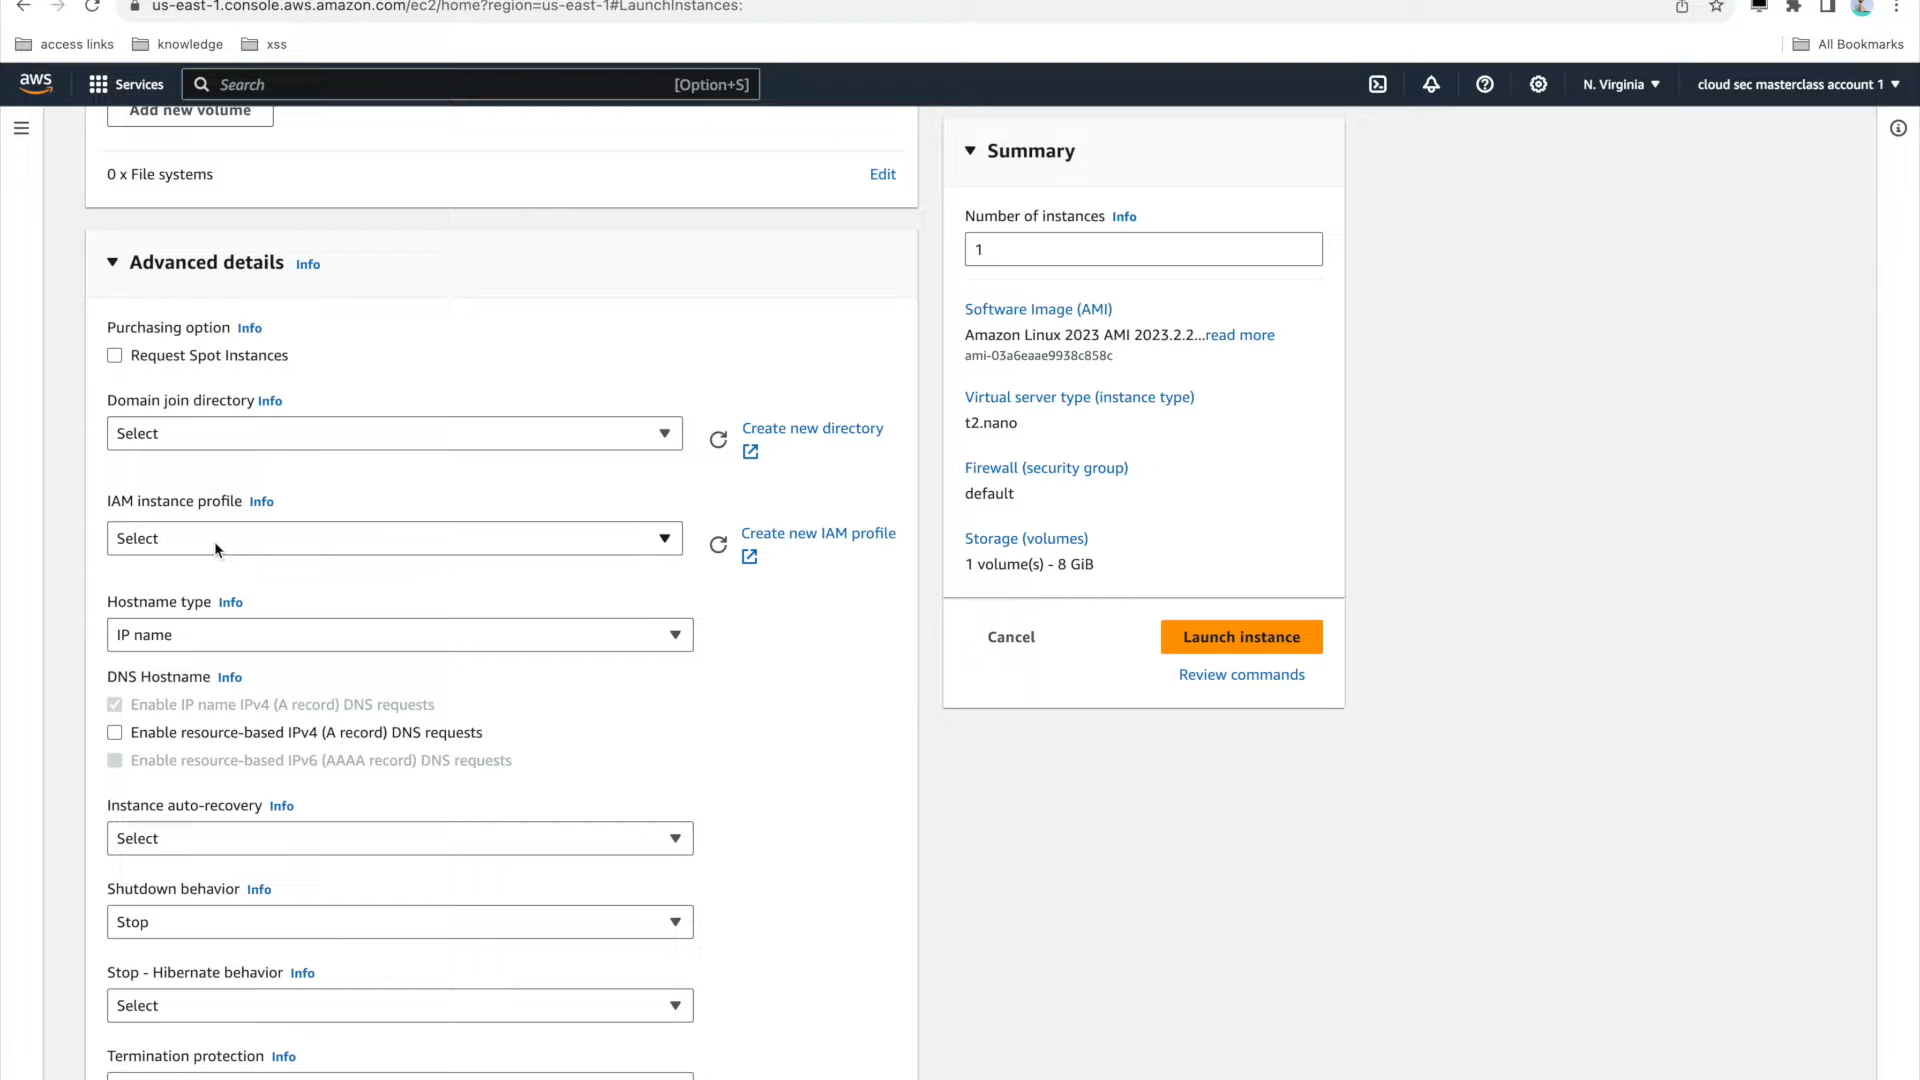 us-east-1.console.aws.amazon.com/ec2/home?region=us-east-1#LaunchInstances:
access links
knowledge
xss
All Bookmarks
aws
Services
Search
[Option+S]
N. Virginia
cloud sec masterclass account 1
Add new volume
0 x File systems
Edit
Advanced details Info
Purchasing option Info
Request Spot Instances
Domain join directory Info
Select
Create new directory
IAM instance profile Info
Select
Create new IAM profile
Hostname type Info
IP name
DNS Hostname Info
Enable IP name IPv4 (A record) DNS requests
Enable resource-based IPv4 (A record) DNS requests
Enable resource-based IPv6 (AAAA record) DNS requests
Instance auto-recovery Info
Select
Shutdown behavior Info
Stop
Stop - Hibernate behavior Info
Select
Termination protection Info
Summary
Number of instances Info
1
Software Image (AMI)
Amazon Linux 2023 AMI 2023.2.2...read more
ami-03a6eaae9938c858c
Virtual server type (instance type)
t2.nano
Firewall (security group)
default
Storage (volumes)
1 volume(s) - 8 GiB
Cancel
Launch instance
Review commands